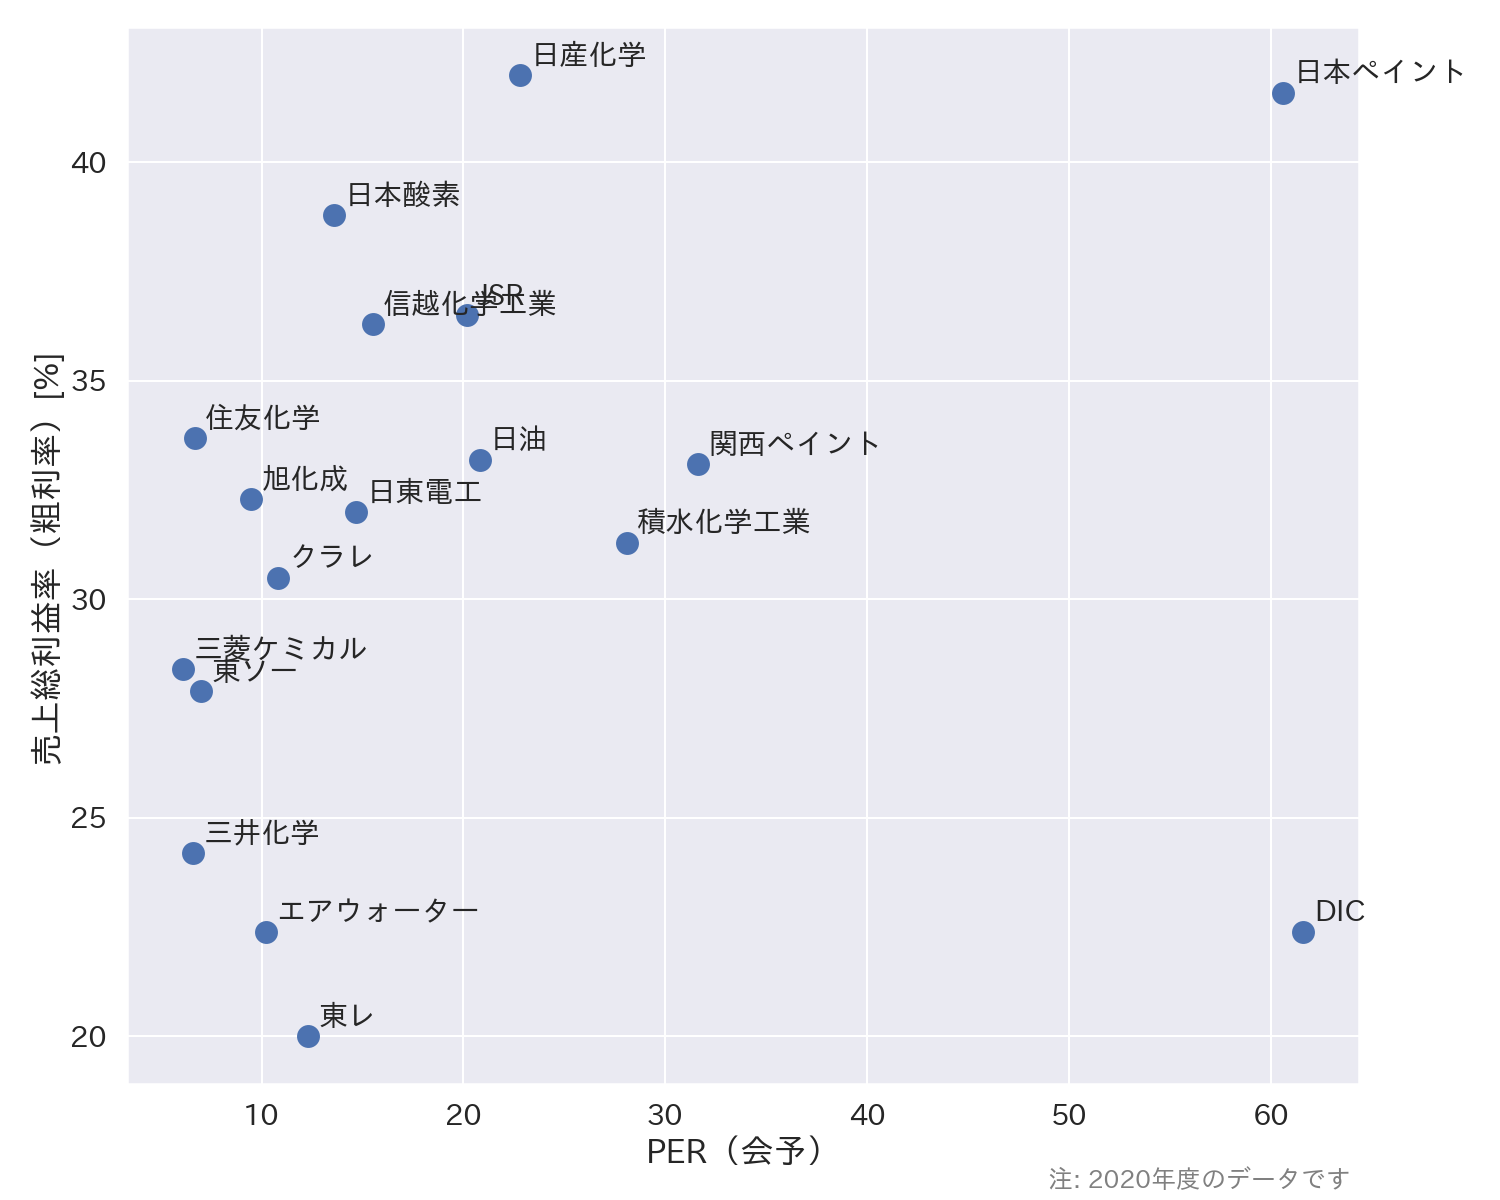 日産化学
日本ペイント
40
日本酸素
JSR
信越化学工業
35
住友化学
日油
関西ペイント
旭化成
日東電工
積水化学工業
クラレ
30
三菱ケミカル
東ソー
売上総利益率（粗利率）[%]
25
三井化学
エアウォーター
DIC
東レ
20
10 20 30 40 50 60
PER（会予）
注: 2020年度のデータです